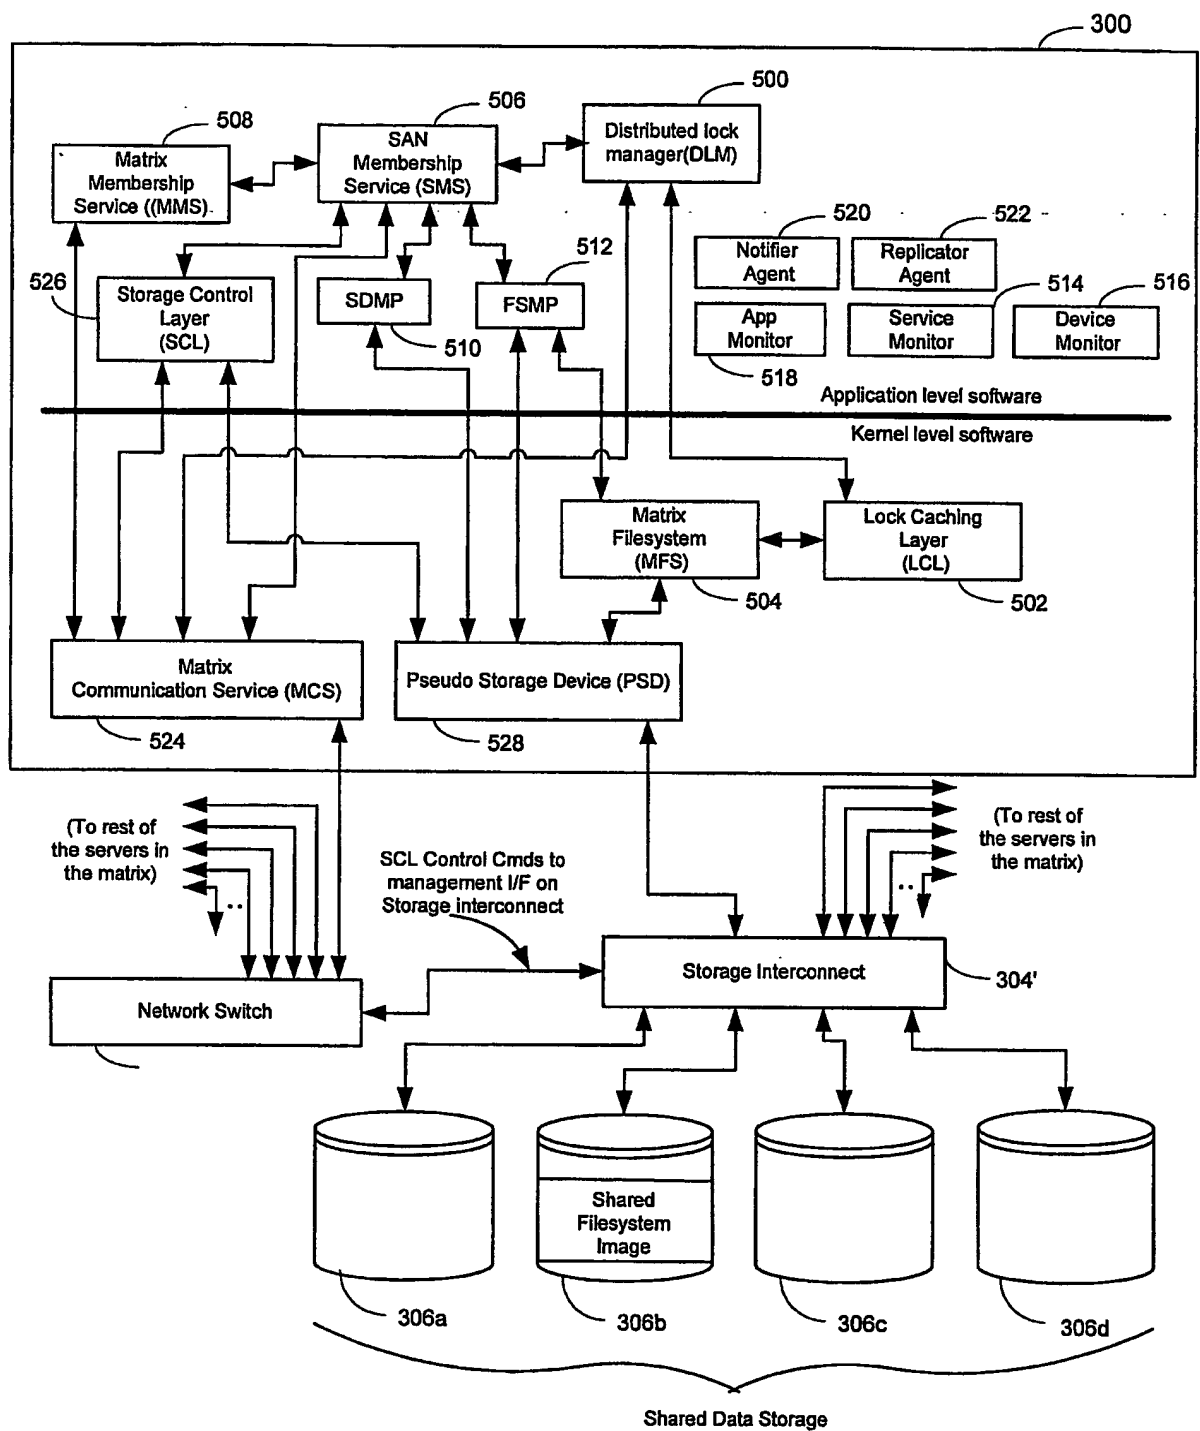 300
500
506
508
Distributed lock
manager(DLM)
SAN
Membership
Service (SMS)
Matrix
Membership
Service ((MMS)
520
522
Notifier
Agent
Replicator
Agent
512
526
514
516
Storage Control
Layer
(SCL)
SDMP
FSMP
App
Monitor
Service
Monitor
Device
Monitor
510
518
Application level software
Kernel level software
Matrix
Filesystem
(MFS)
Lock Caching
Layer
(LCL)
504
502
Matrix
Communication Service (MCS)
Pseudo Storage Device (PSD)
524
528
(To rest of
the servers in
the matrix)
(To rest of
the servers in
the matrix)
SCL Control Cmds to
management I/F on
Storage interconnect
Storage Interconnect
304'
Network Switch
Shared
Filesystem
Image
306a
306b
306c
306d
Shared Data Storage